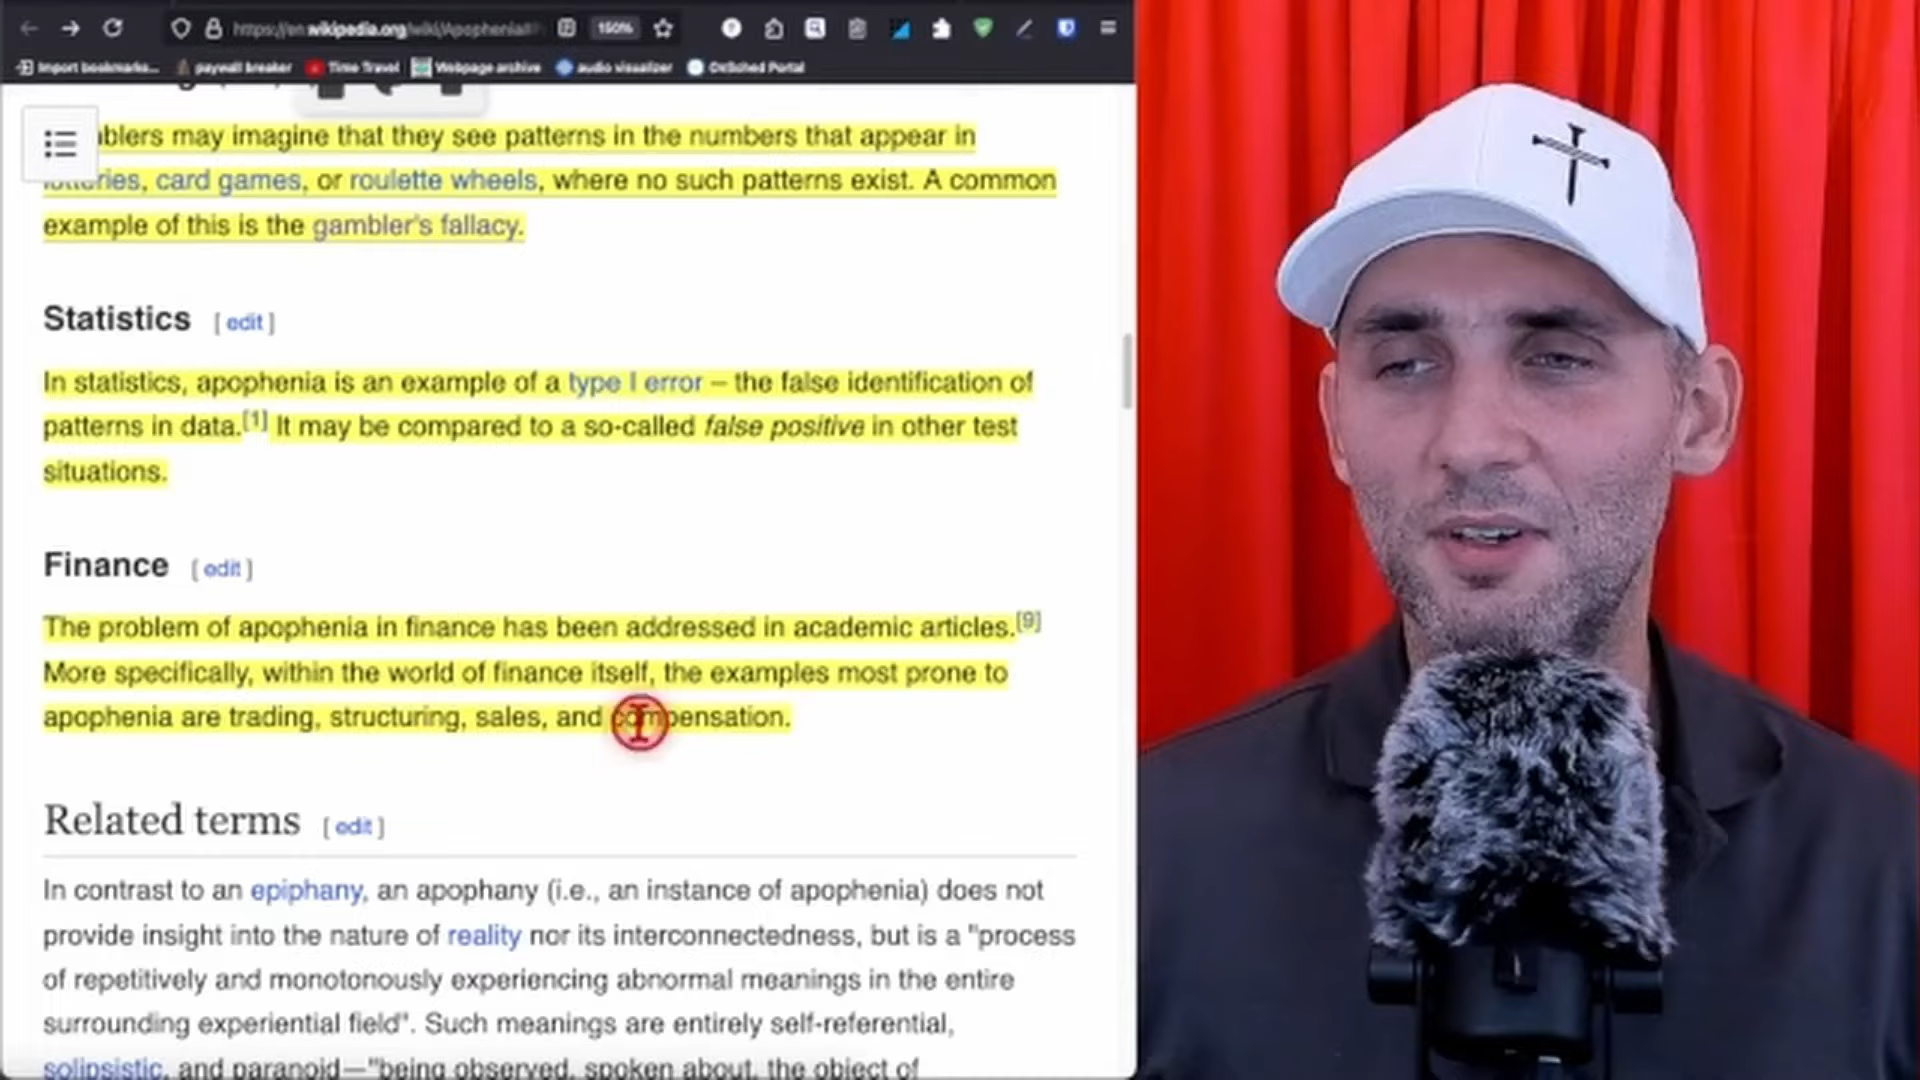 https://en.wikipedia.org/wiki/Apophenia#
150%
Import bookmarks... paywall breaker Time Travel Webpage archive audio visualizer OnSched Portal
blers may imagine that they see patterns in the numbers that appear in
lotteries, card games, or roulette wheels, where no such patterns exist. A common
example of this is the gambler's fallacy.
Statistics [ edit ]
In statistics, apophenia is an example of a type I error – the false identification of
patterns in data.[1] It may be compared to a so-called false positive in other test
situations.
Finance [ edit ]
The problem of apophenia in finance has been addressed in academic articles.[9]
More specifically, within the world of finance itself, the examples most prone to
apophenia are trading, structuring, sales, and compensation.
Related terms [ edit ]
In contrast to an epiphany, an apophany (i.e., an instance of apophenia) does not
provide insight into the nature of reality nor its interconnectedness, but is a "process
of repetitively and monotonously experiencing abnormal meanings in the entire
surrounding experiential field". Such meanings are entirely self-referential,
solipsistic, and paranoid—"being observed, spoken about, the object of